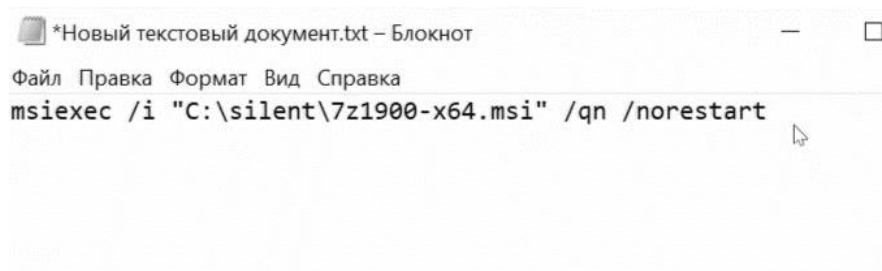 *Новый текстовый документ.txt – Блокнот
Файл Правка Формат Вид Справка
msiexec /i "C:\silent\7z1900-x64.msi" /qn /norestart